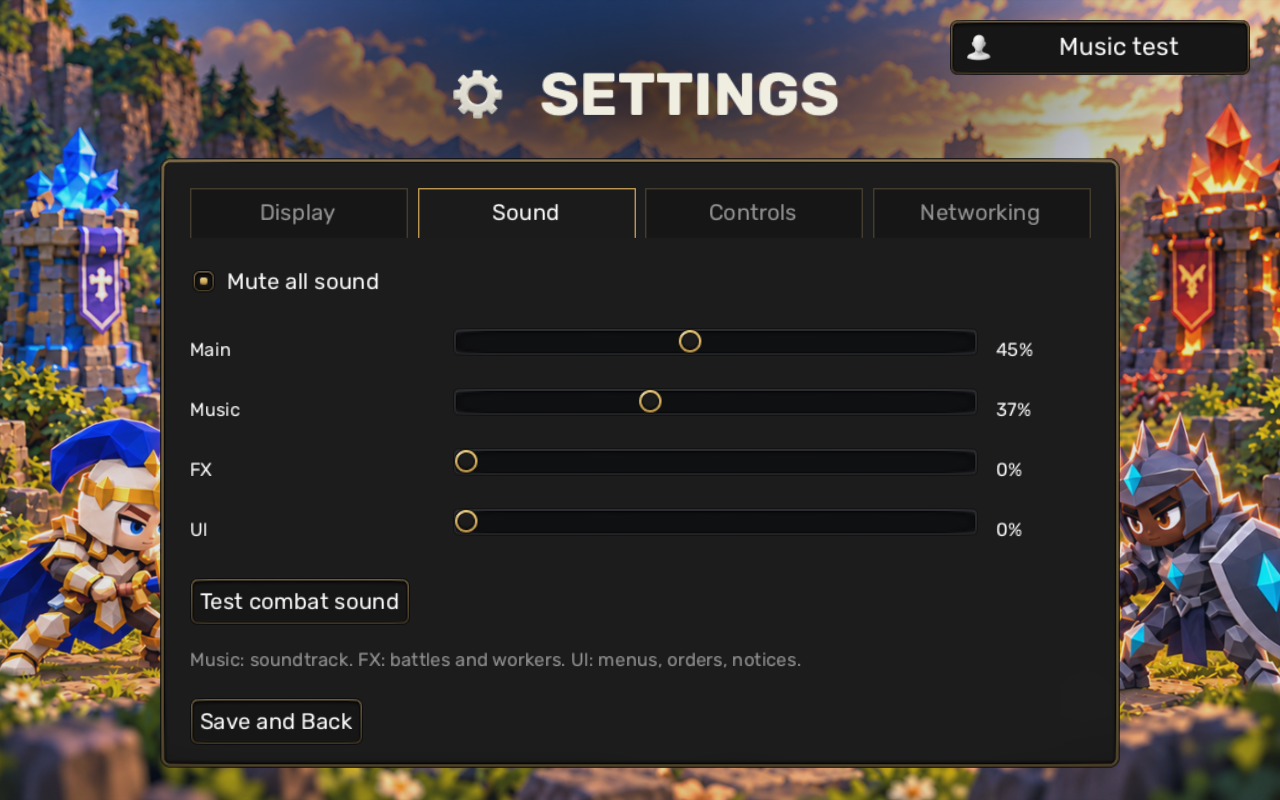 Music test
SETTINGS
Display
Sound
Controls
Networking
Mute all sound
Main
45%
Music
37%
FX
0%
UI
0%
Test combat sound
Music: soundtrack. FX: battles and workers. UI: menus, orders, notices.
Save and Back